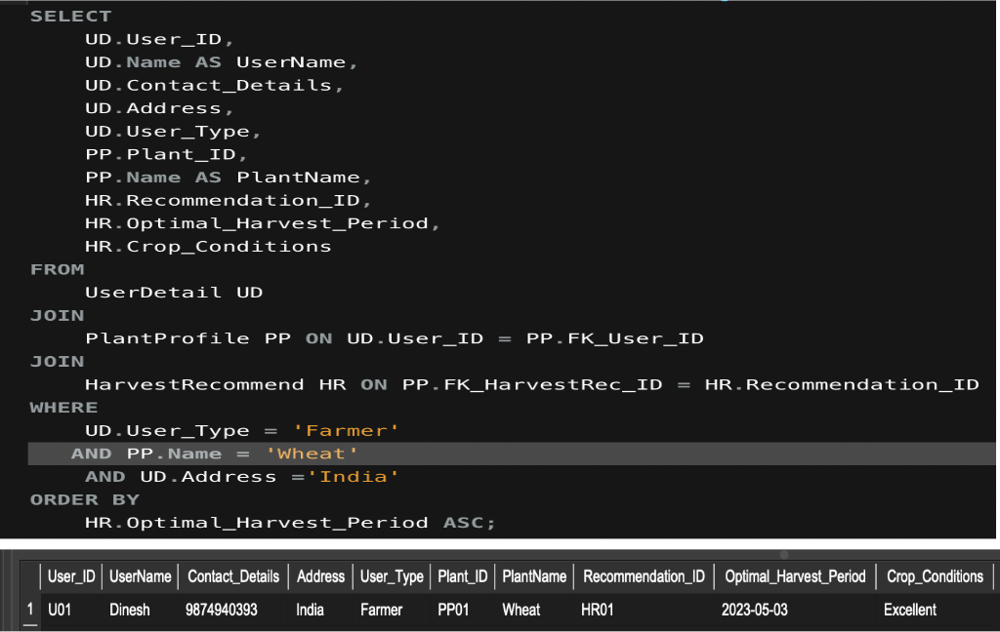 SELECT
UD.User_ID,
UD.Name AS UserName,
UD.Contact_Details,
UD.Address,
UD.User_Type,
PP.Plant_ID,
PP.Name AS PlantName,
HR.Recommendation_ID,
HR.Optimal_Harvest_Period,
HR.Crop_Conditions
FROM
UserDetail UD
JOIN
PlantProfile PP ON UD.User_ID = PP.FK_User_ID
JOIN
HarvestRecommend HR ON PP.FK_HarvestRec_ID = HR.Recommendation_ID
WHERE
UD.User_Type = 'Farmer'
AND PP.Name = 'Wheat'
AND UD.Address ='India'
ORDER BY
HR.Optimal_Harvest_Period ASC;
User_ID UserName Contact_Details Address User_Type Plant_ID PlantName Recommendation_ID Optimal_Harvest_Period Crop_Conditions
1 U01 Dinesh 9874940393 India Farmer PP01 Wheat HR01 2023-05-03 Excellent